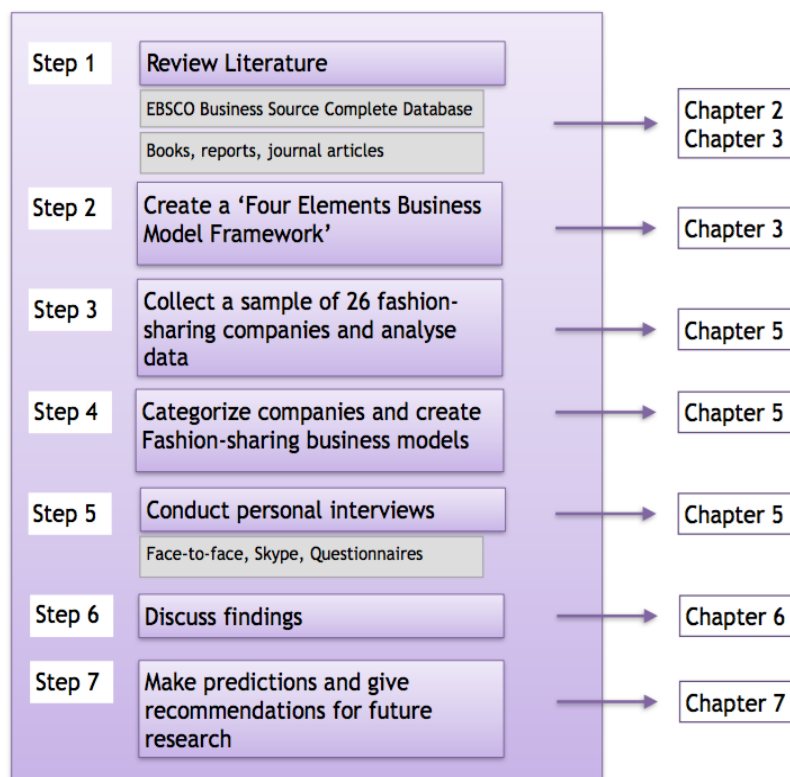 Step 1
Review Literature
EBSCO Business Source Complete Database
Books, reports, journal articles
Chapter 2
Chapter 3
Step 2
Create a ‘Four Elements Business
Model Framework’
Chapter 3
Step 3
Collect a sample of 26 fashion-
sharing companies and analyse
data
Chapter 5
Step 4
Categorize companies and create
Fashion-sharing business models
Chapter 5
Step 5
Conduct personal interviews
Face-to-face, Skype, Questionnaires
Chapter 5
Step 6
Discuss findings
Chapter 6
Step 7
Make predictions and give
recommendations for future
research
Chapter 7